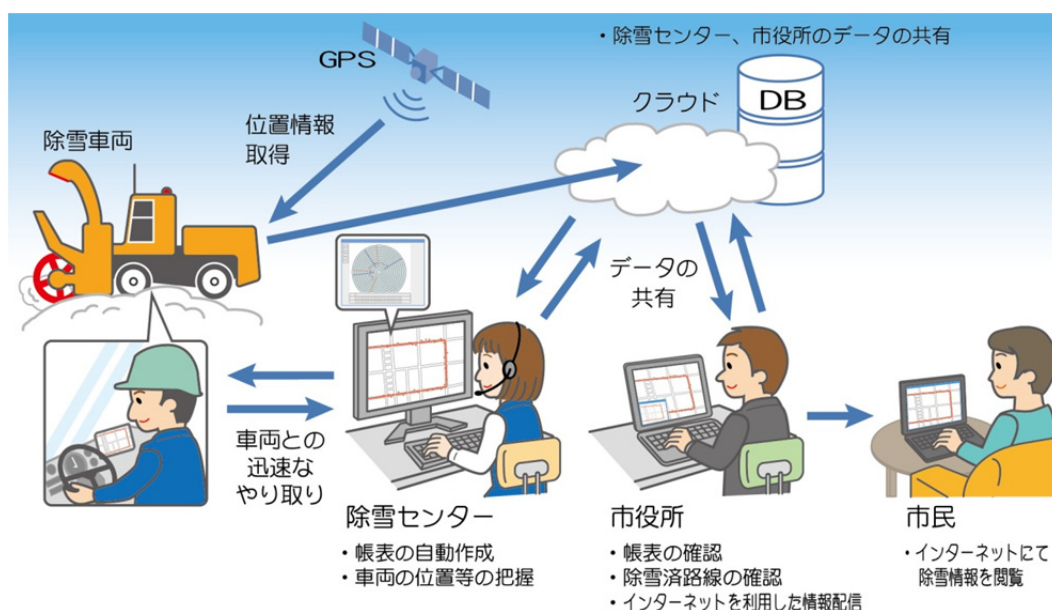 ・除雪センター、市役所のデータの共有
GPS
クラウド
DB
除雪車両
位置情報
取得
データの
共有
車両との
迅速な
やり取り
除雪センター
・帳表の自動作成
・車両の位置等の把握
市役所
・帳表の確認
・除雪済路線の確認
・インターネットを利用した情報配信
市民
・インターネットにて
除雪情報を閲覧